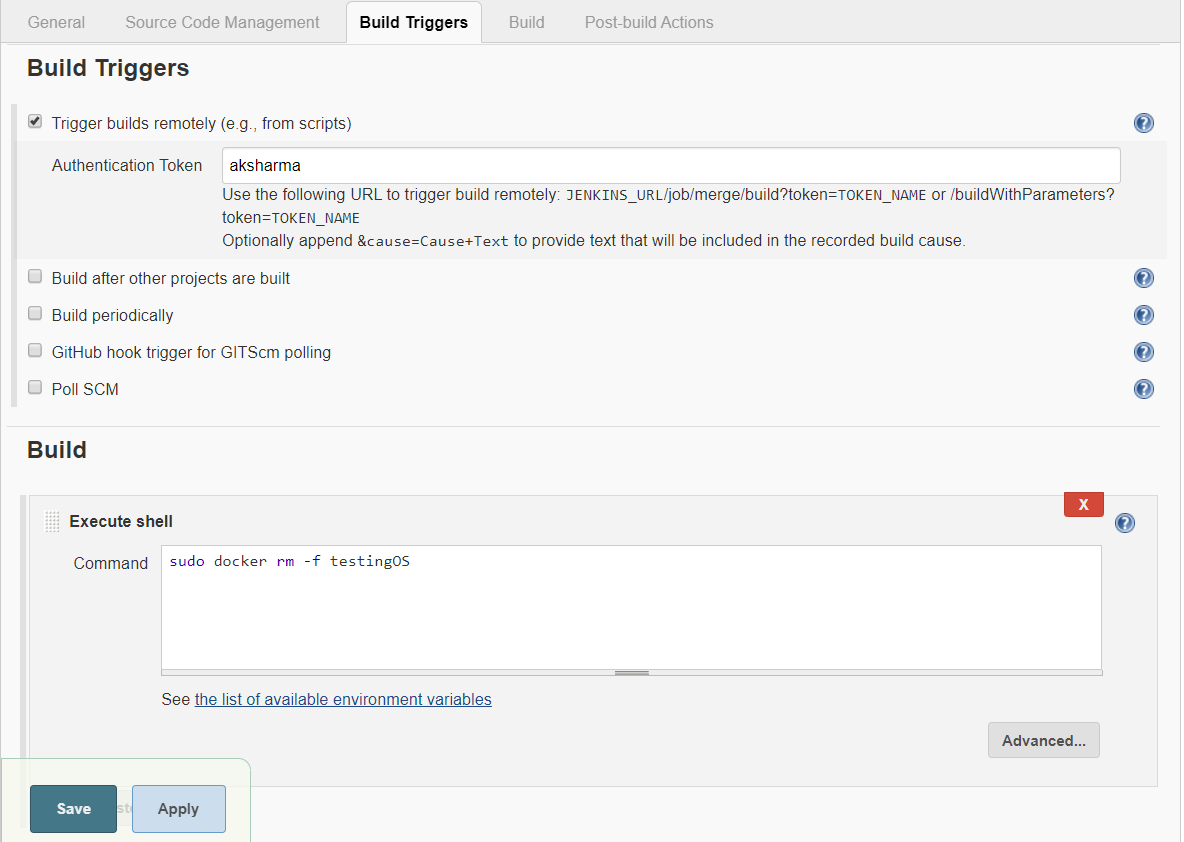 General Source Code Management Build Triggers Build Post-build Actions
Build Triggers
Trigger builds remotely (e.g., from scripts)
Authentication Token aksharma
Use the following URL to trigger build remotely: JENKINS_URL/job/merge/build?token=TOKEN_NAME or /buildWithParameters?
token=TOKEN_NAME
Optionally append &cause=Cause+Text to provide text that will be included in the recorded build cause.
Build after other projects are built
Build periodically
GitHub hook trigger for GITScm polling
Poll SCM
Build
X
Execute shell
Command sudo docker rm -f testingOS
See the list of available environment variables
Advanced...
Save Apply